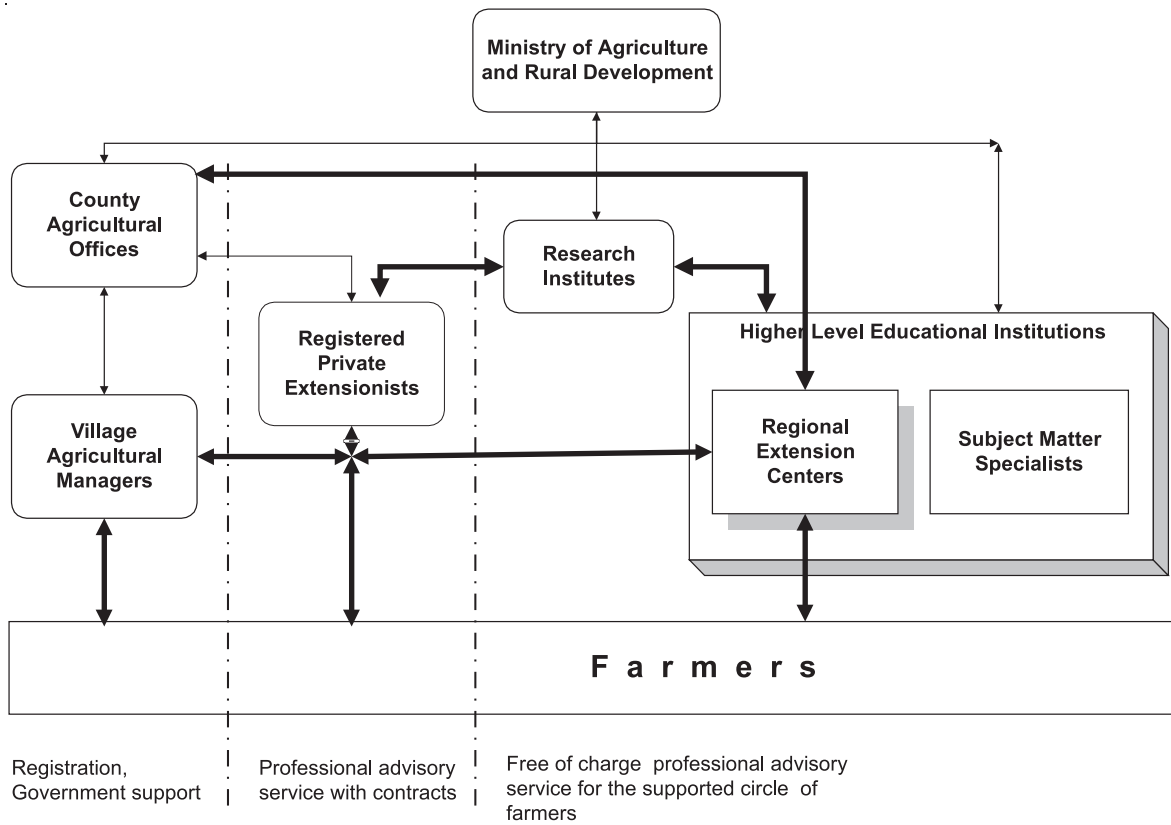 Ministry of Agriculture
and Rural Development
County
Agricultural
Offices
Research
Institutes
Registered
Private
Extensionists
Higher Level Educational Institutions
Village
Agricultural
Managers
Regional
Extension
Centers
Subject Matter
Specialists
Farmers
Registration,
Government support
Professional advisory
service with contracts
Free of charge professional advisory
service for the supported circle of
farmers